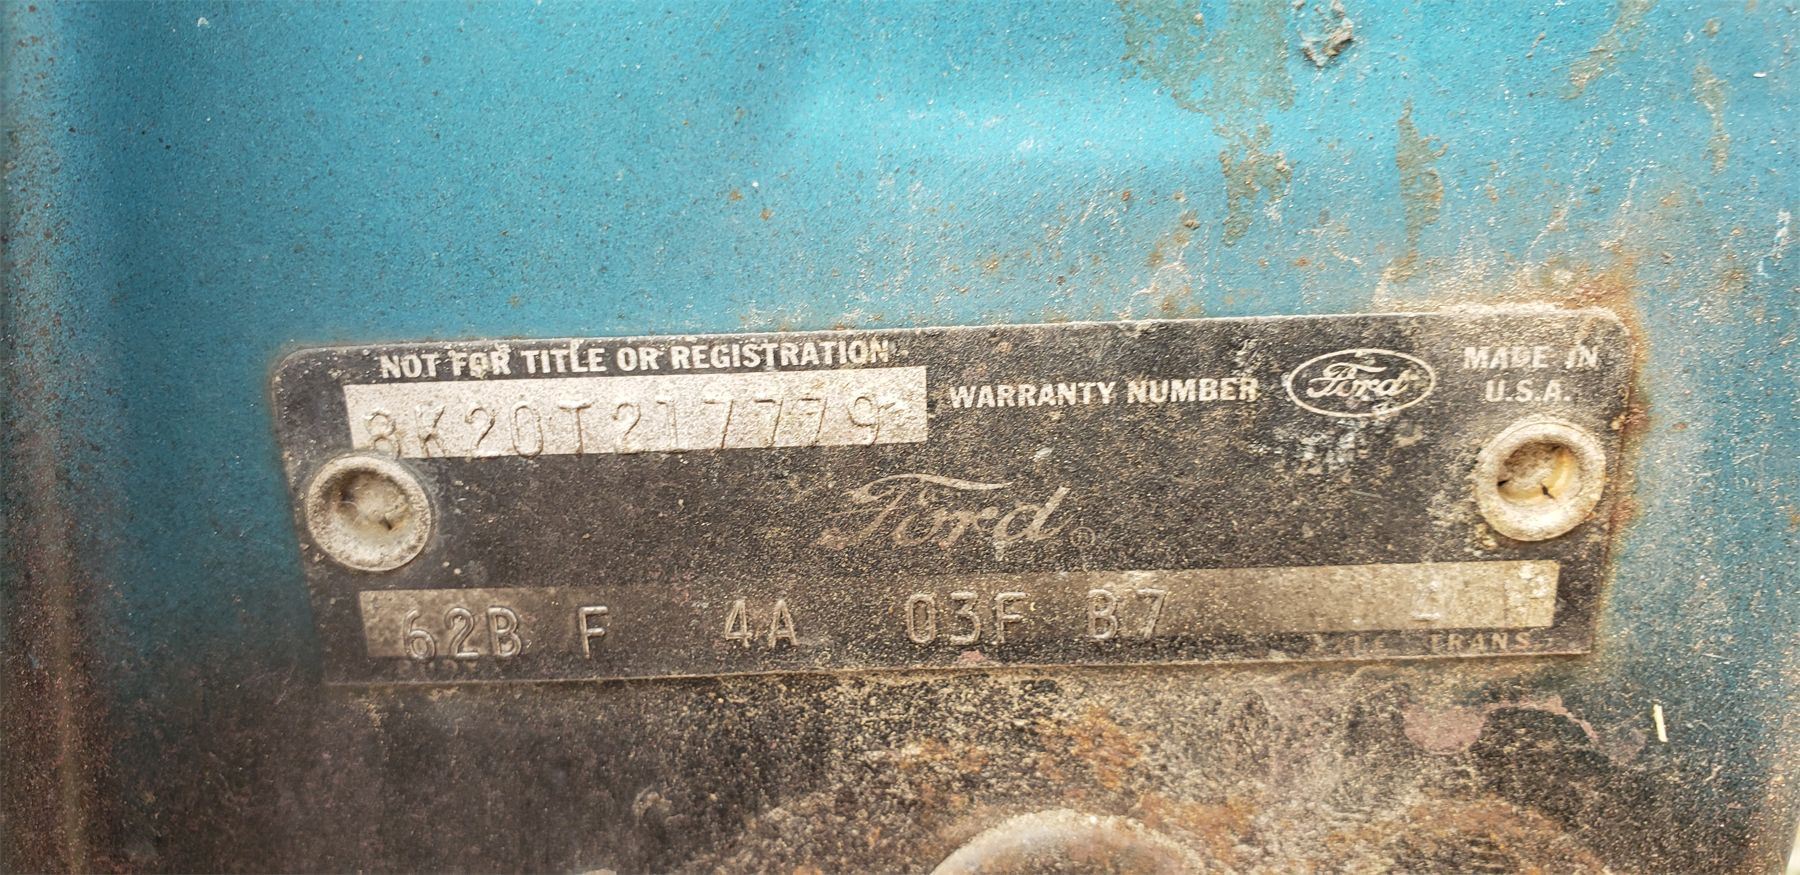 NOT FOR TITLE OR REGISTRATION
8K20T217779
WARRANTY NUMBER
Ford
MADE IN
U.S.A.
Ford ®
62B F 4A 03F B7
TRANS